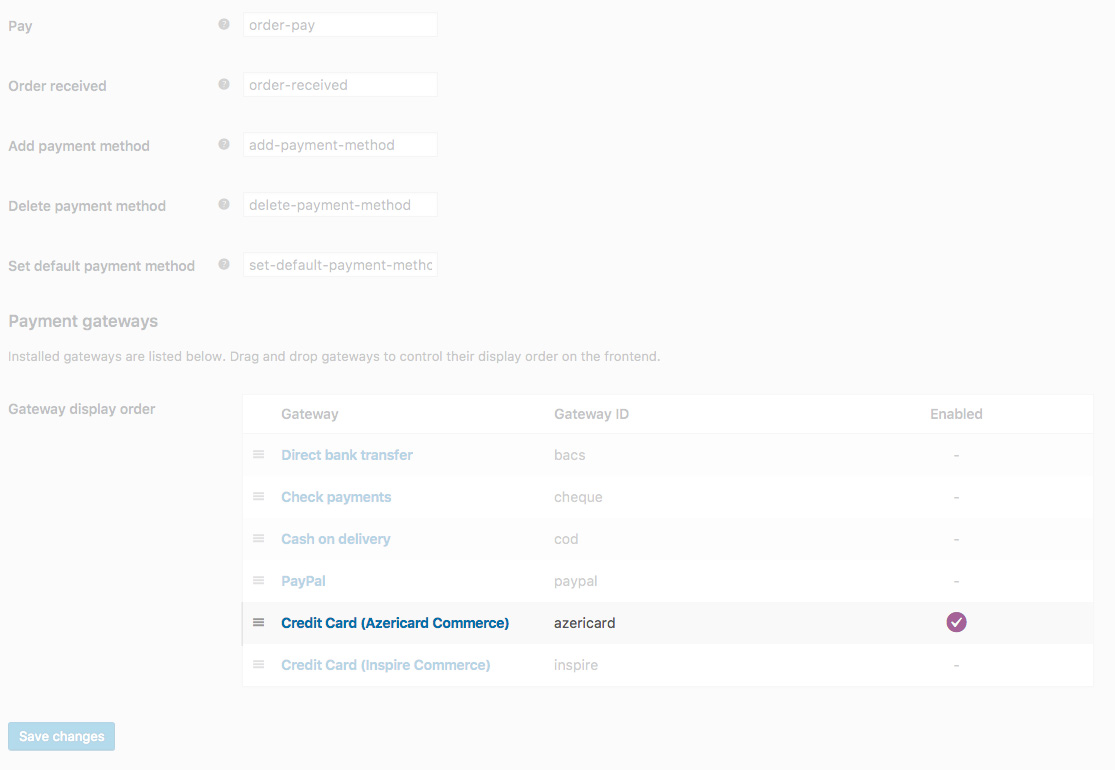 Pay ? order-pay
Order received ? order-received
Add payment method ? add-payment-method
Delete payment method ? delete-payment-method
Set default payment method ? set-default-payment-metho
Payment gateways
Installed gateways are listed below. Drag and drop gateways to control their display order on the frontend.
Gateway display order
Gateway Gateway ID Enabled
Direct bank transfer bacs -
Check payments cheque -
Cash on delivery cod -
PayPal paypal -
Credit Card (Azericard Commerce) azericard
Credit Card (Inspire Commerce) inspire -
Save changes